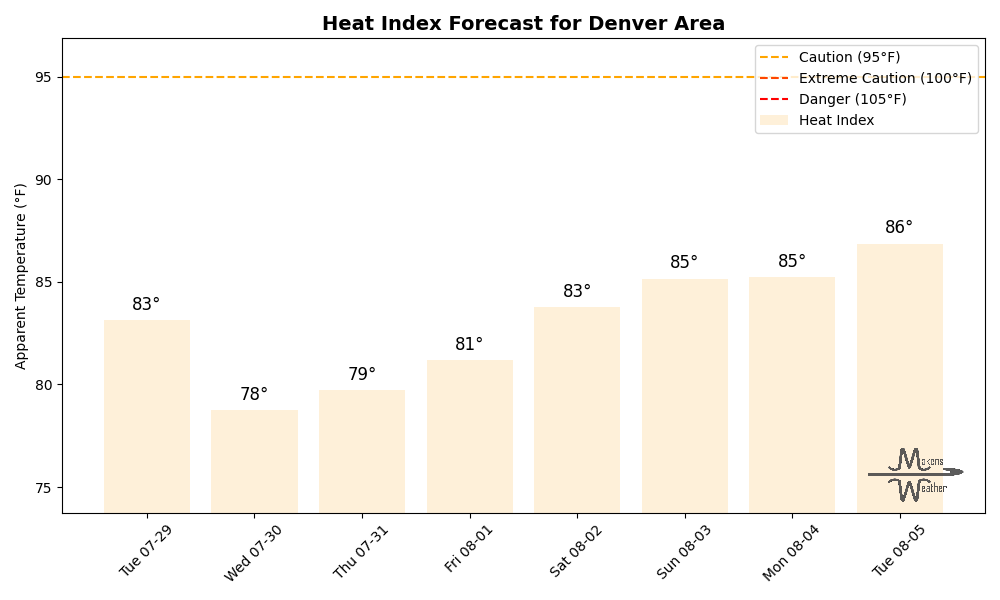 Heat Index Forecast for Denver Area
Caution (95°F)
Extreme Caution (100°F)
Danger (105°F)
Heat Index
Apparent Temperature (°F)
95
90
85
80
75
83°
78°
79°
81°
83°
85°
85°
86°
Tue 07-29
Wed 07-30
Thu 07-31
Fri 08-01
Sat 08-02
Sun 08-03
Mon 08-04
Tue 08-05
Makens
Weather